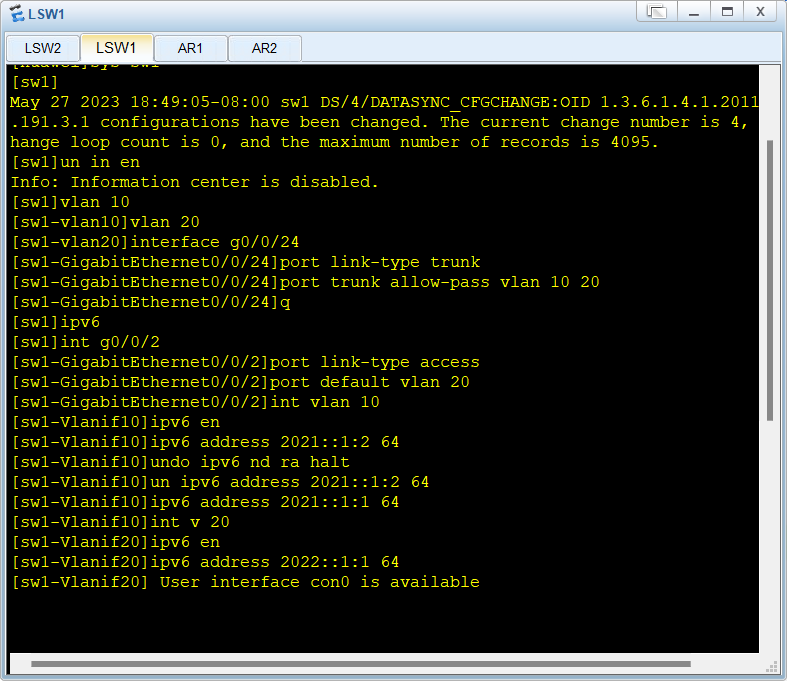 LSW1
X
LSW2
LSW1
AR1
AR2
[Huawei]sys sw1
[sw1]
May 27 2023 18:49:05-08:00 sw1 DS/4/DATASYNC_CFGCHANGE:OID 1.3.6.1.4.1.2011
.191.3.1 configurations have been changed. The current change number is 4,
hange loop count is 0, and the maximum number of records is 4095.
[sw1]un in en
Info: Information center is disabled.
[sw1]vlan 10
[sw1-vlan10]vlan 20
[sw1-vlan20]interface g0/0/24
[sw1-GigabitEthernet0/0/24]port link-type trunk
[sw1-GigabitEthernet0/0/24]port trunk allow-pass vlan 10 20
[sw1-GigabitEthernet0/0/24]q
[sw1]ipv6
[sw1]int g0/0/2
[sw1-GigabitEthernet0/0/2]port link-type access
[sw1-GigabitEthernet0/0/2]port default vlan 20
[sw1-GigabitEthernet0/0/2]int vlan 10
[sw1-Vlanif10]ipv6 en
[sw1-Vlanif10]ipv6 address 2021::1:2 64
[sw1-Vlanif10]undo ipv6 nd ra halt
[sw1-Vlanif10]un ipv6 address 2021::1:2 64
[sw1-Vlanif10]ipv6 address 2021::1:1 64
[sw1-Vlanif10]int v 20
[sw1-Vlanif20]ipv6 en
[sw1-Vlanif20]ipv6 address 2022::1:1 64
[sw1-Vlanif20] User interface con0 is available